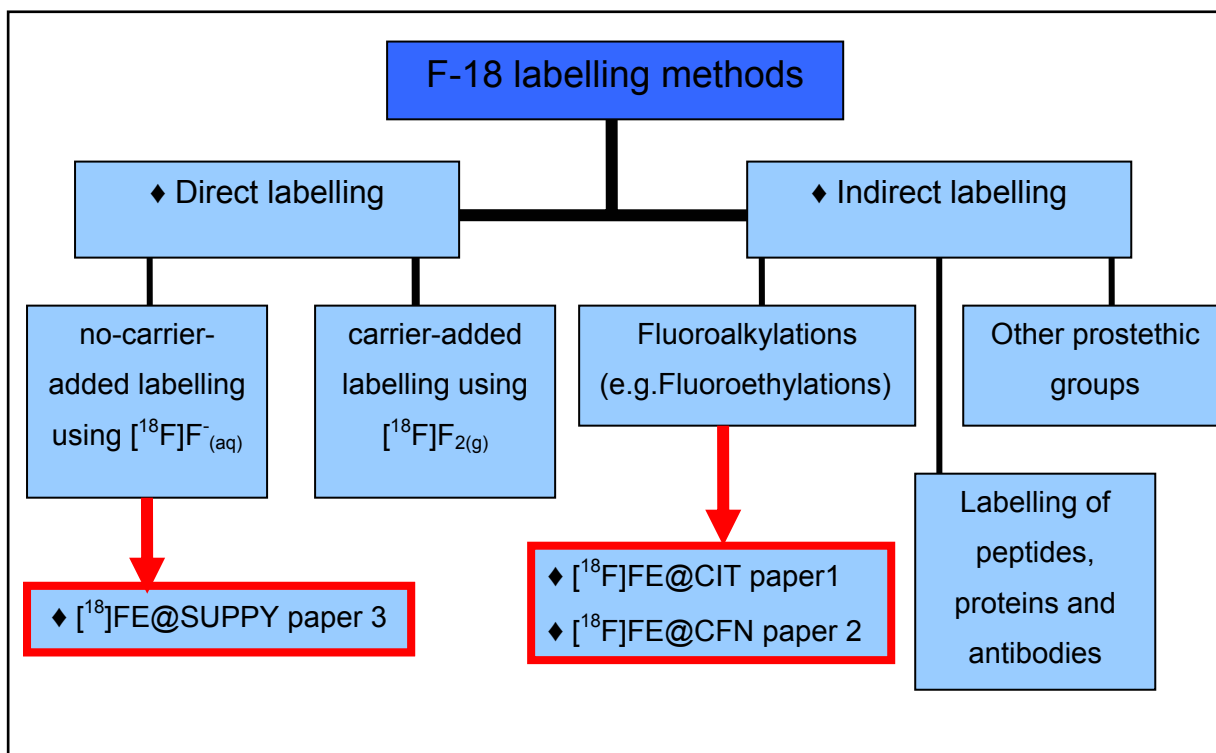 F-18 labelling methods
♦ Direct labelling
♦ Indirect labelling
no-carrier-
added labelling
using [¹⁸F]F⁻(aq)
carrier-added
labelling using
[¹⁸F]F₂(g)
Fluoroalkylations
(e.g.Fluoroethylations)
Other prostethic
groups
Labelling of
peptides,
proteins and
antibodies
♦ [¹⁸]FE@SUPPY paper 3
♦ [¹⁸F]FE@CIT paper1
♦ [¹⁸F]FE@CFN paper 2